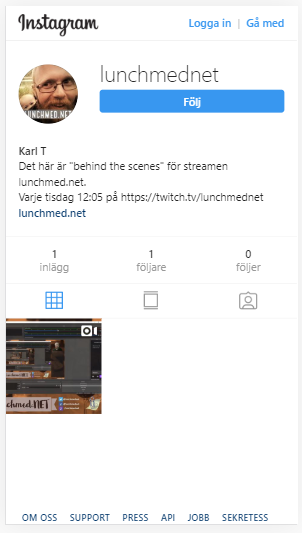 Instagram
Logga in | Gå med
lunchmednet
Följ
LUNCHMED.NET
Karl T
Det här är "behind the scenes" för streamen
lunchmed.net.
Varje tisdag 12:05 på https://twitch.tv/lunchmednet
lunchmed.net
1 1 0
inlägg följare följer
nchmed.NET
OM OSS SUPPORT PRESS API JOBB SEKRETESS